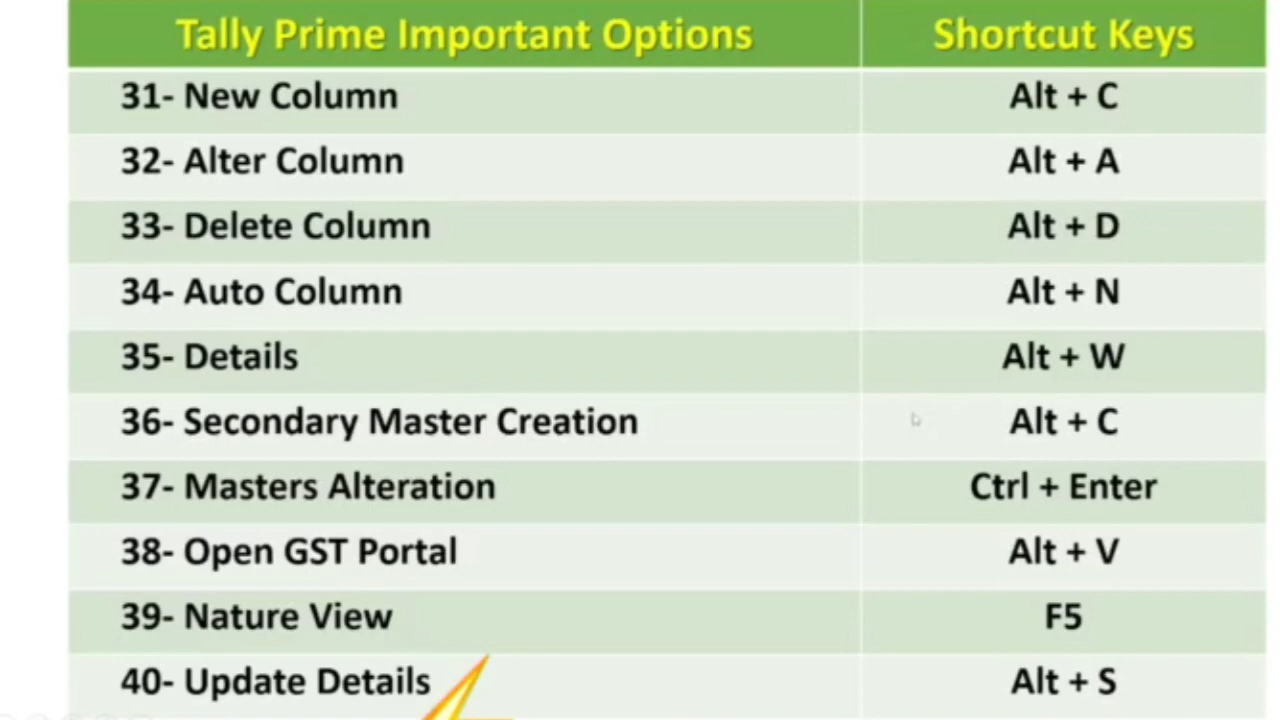 Tally Prime Important Options Shortcut Keys
31- New Column Alt + C
32- Alter Column Alt + A
33- Delete Column Alt + D
34- Auto Column Alt + N
35- Details Alt + W
36- Secondary Master Creation Alt + C
37- Masters Alteration Ctrl + Enter
38- Open GST Portal Alt + V
39- Nature View F5
40- Update Details Alt + S